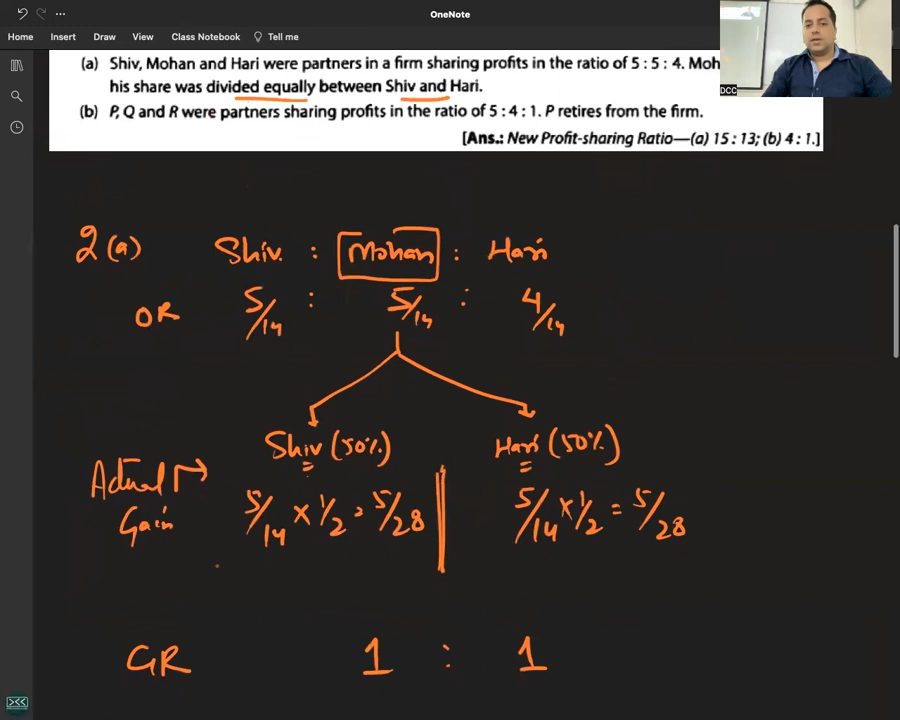 OneNote
Home Insert Draw View Class Notebook Tell me
(a) Shiv, Mohan and Hari were partners in a firm sharing profits in the ratio of 5 : 5 : 4. Moh
his share was divided equally between Shiv and Hari.
(b) P, Q and R were partners sharing profits in the ratio of 5 : 4 : 1. P retires from the firm.
[Ans.: New Profit-sharing Ratio—(a) 15 : 13; (b) 4 : 1.]
DCC
2(a) Shiv : Mohan : Hari
OR 5/14 : 5/14 : 4/14
Shiv (50%) Hari (50%)
Actual
Gain
5/14 × 1/2 = 5/28 5/14 × 1/2 = 5/28
GR 1 : 1
DCC